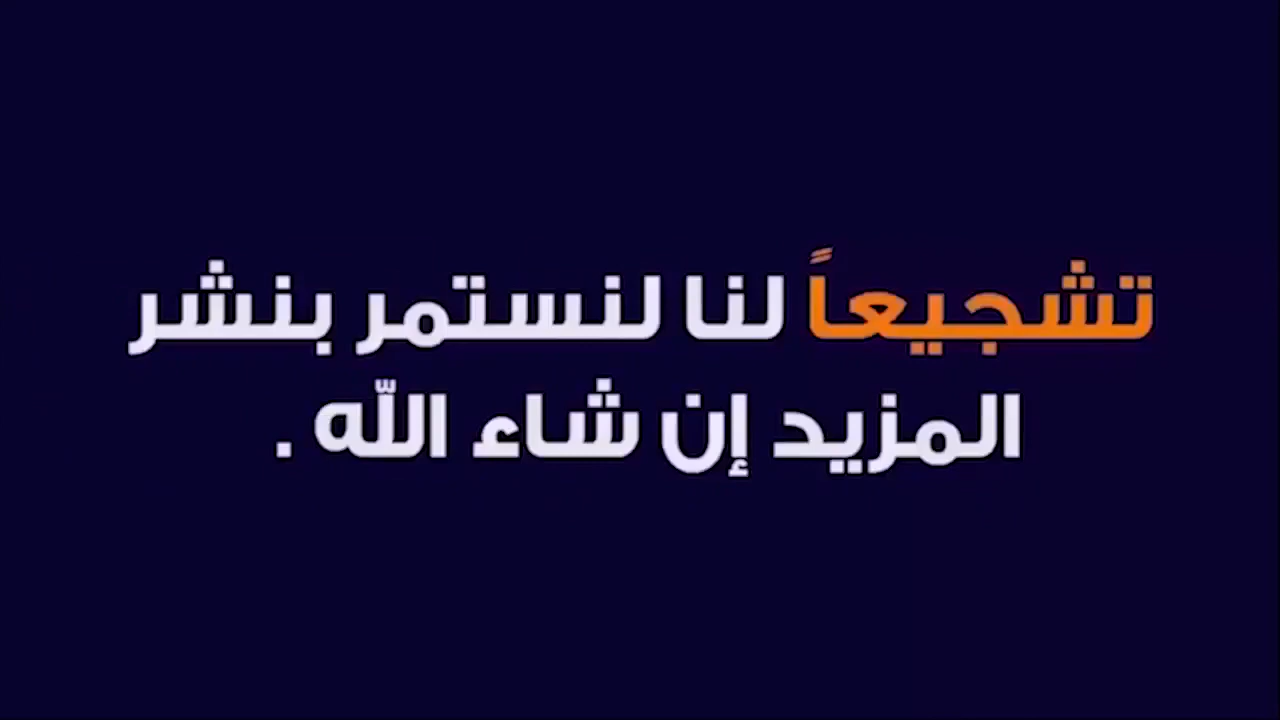 تشجيعاً لنا لنستمر بنشر
المزيد إن شاء اللّه .